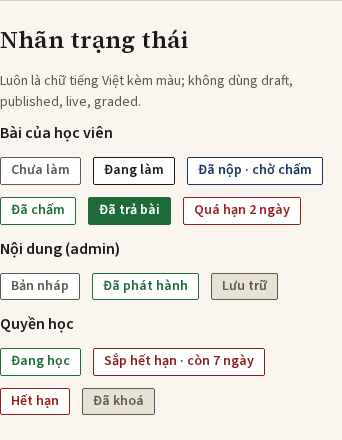 Nhãn trạng thái
Luôn là chữ tiếng Việt kèm màu; không dùng draft,
published, live, graded.
Bài của học viên
Chưa làm Đang làm Đã nộp · chờ chấm
Đã chấm Đã trả bài Quá hạn 2 ngày
Nội dung (admin)
Bản nháp Đã phát hành Lưu trữ
Quyền học
Đang học Sắp hết hạn · còn 7 ngày
Hết hạn Đã khoá